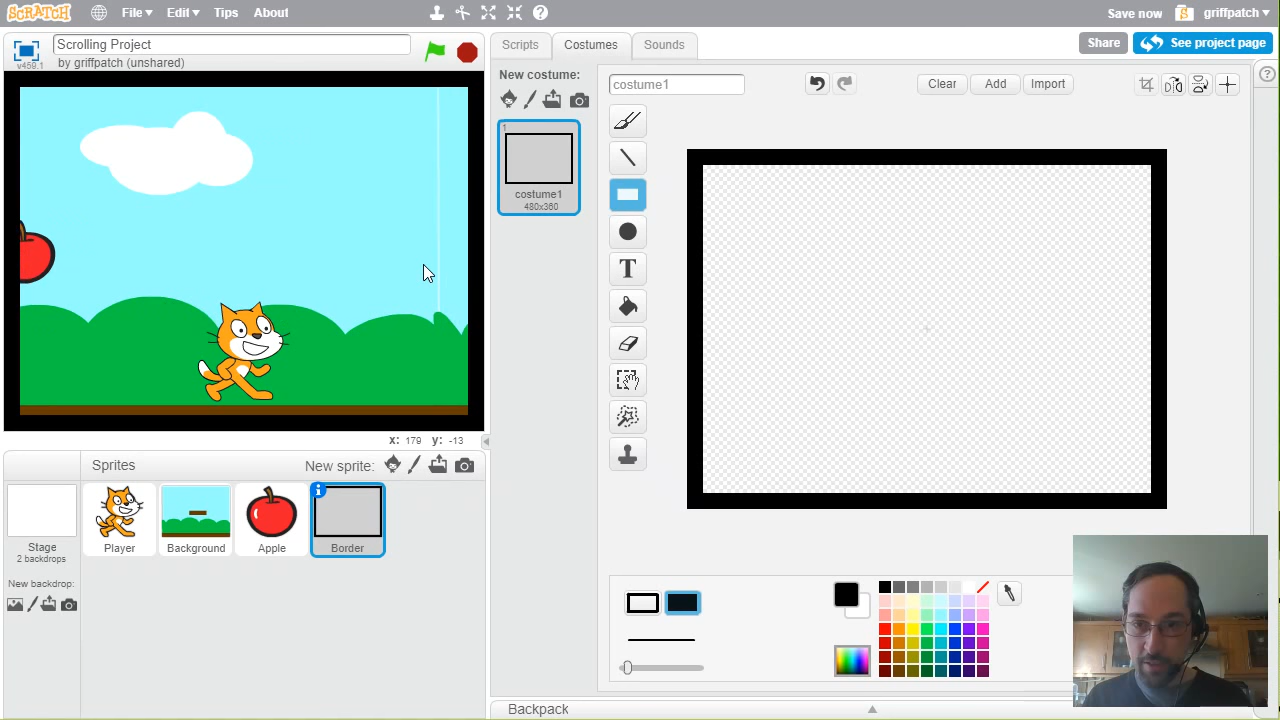 SCRATCH File Edit Tips About Save now griffpatch
Scrolling Project
by griffpatch (unshared)
v459.1
Scripts Costumes Sounds Share See project page
New costume:
costume1 Clear Add Import
1
costume1
480x360
T
x: 179 y: -13
Sprites New sprite:
Stage
2 backdrops
New backdrop:
Player Background Apple Border
Backpack